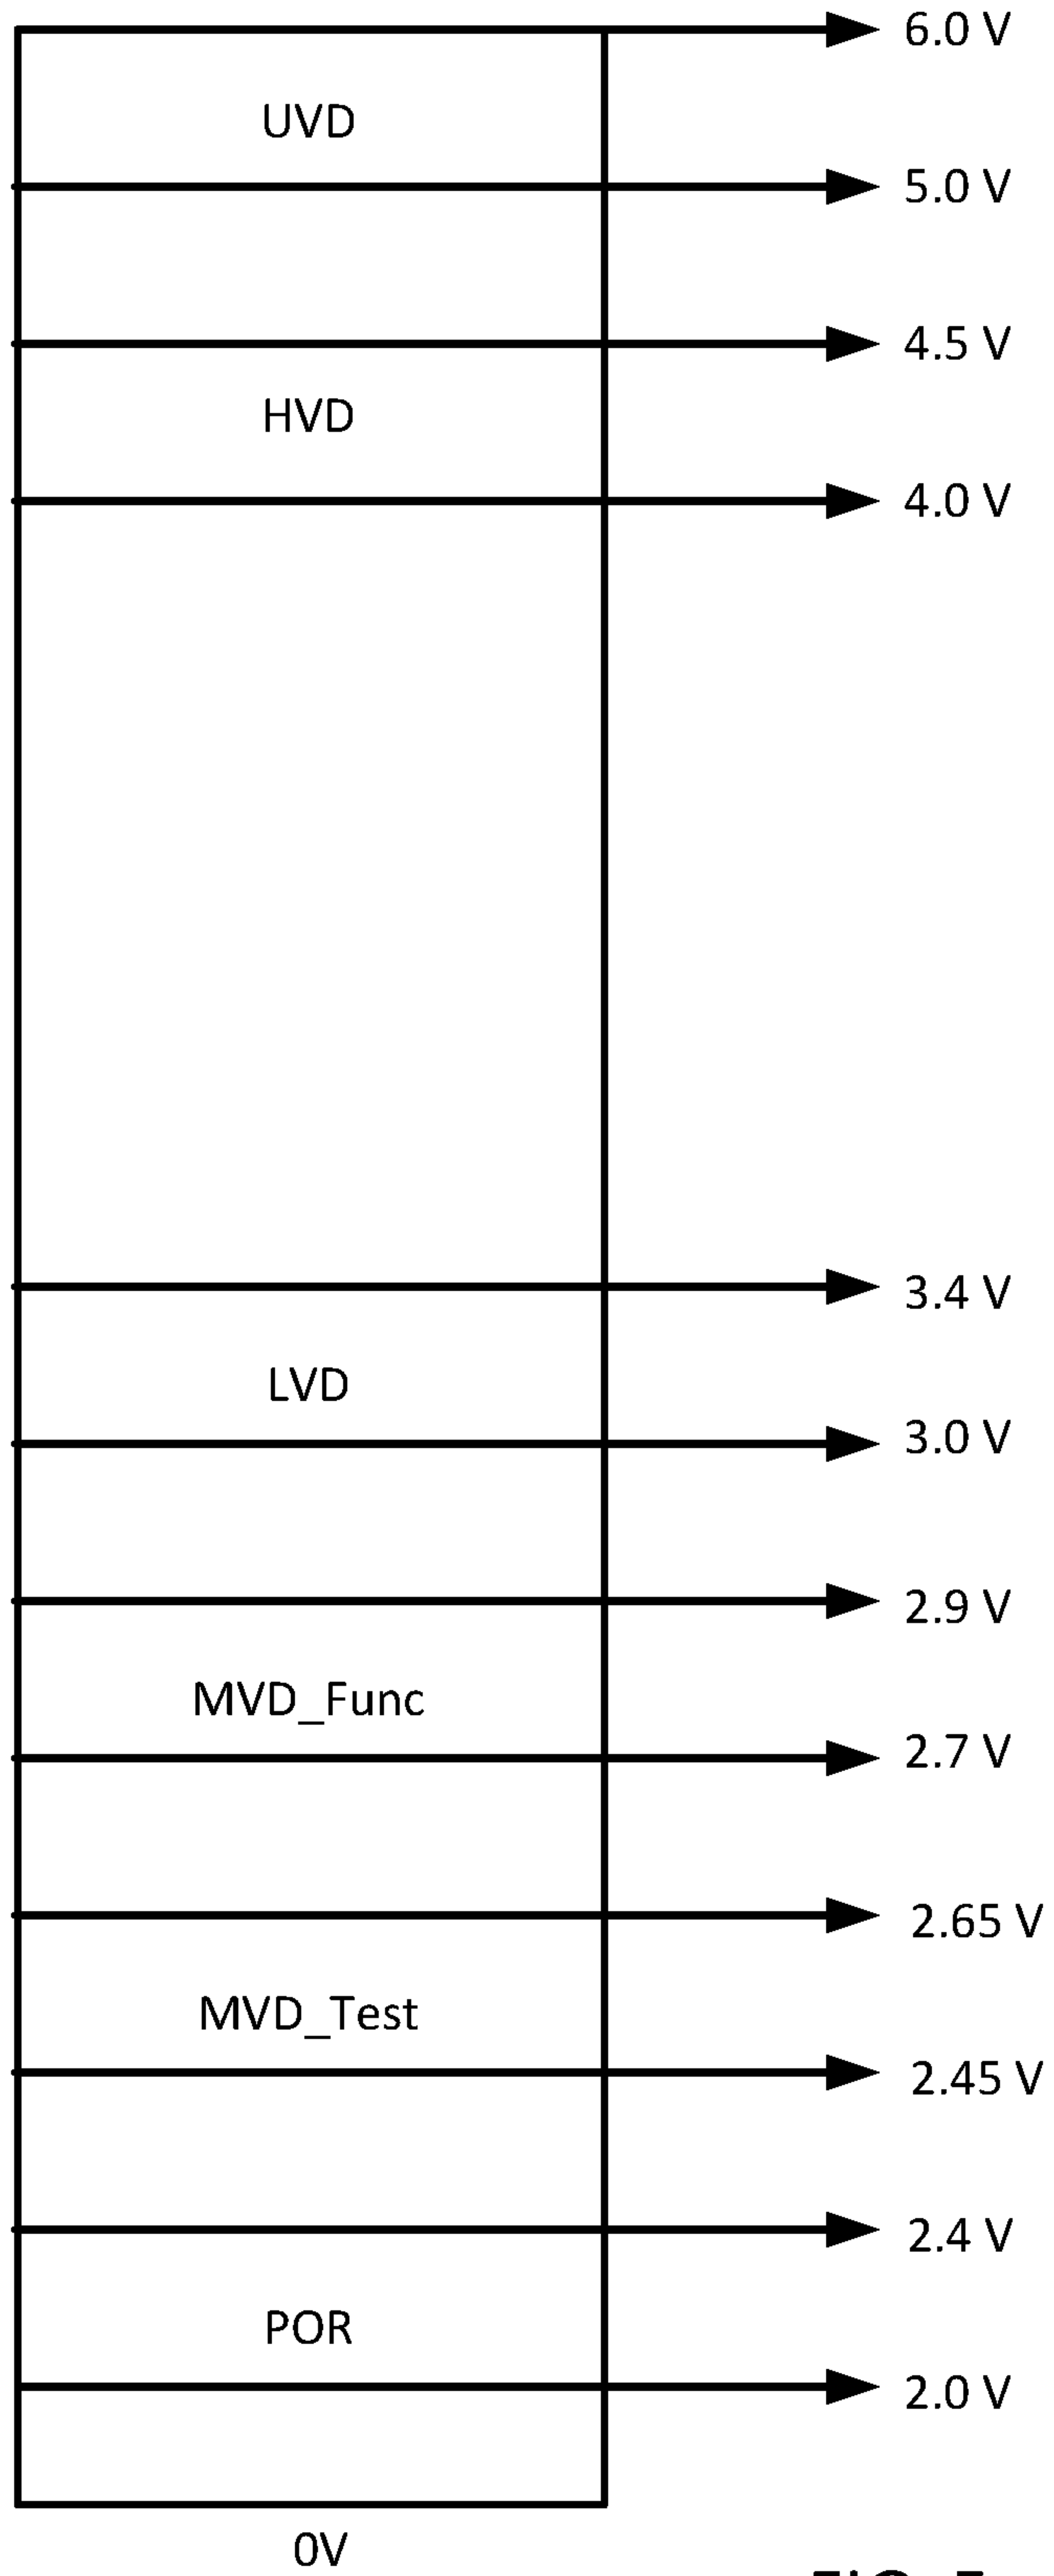 6.0 V
UVD
5.0 V
4.5 V
HVD
4.0 V
3.4 V
LVD
3.0 V
2.9 V
MVD_Func
2.7 V
2.65 V
MVD_Test
2.45 V
2.4 V
POR
2.0 V
0V